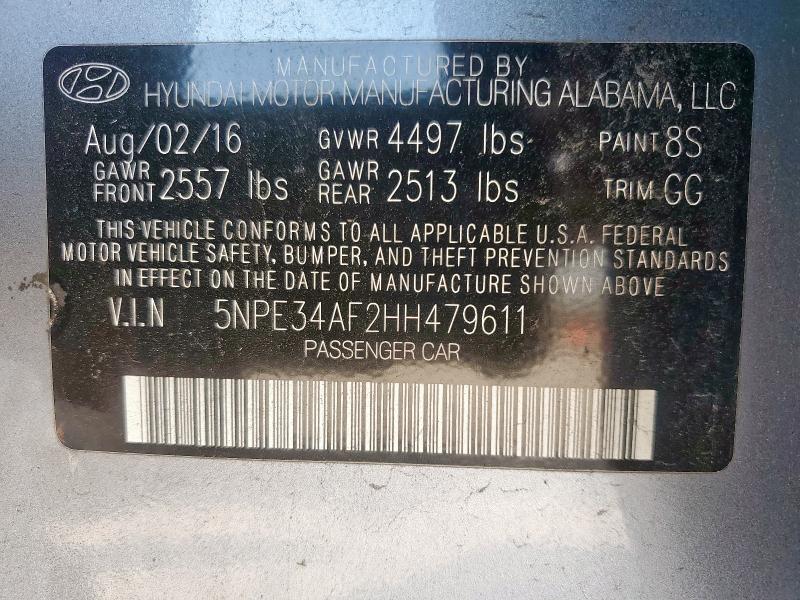 MANUFACTURED BY
HYUNDAI MOTOR MANUFACTURING ALABAMA, LLC
Aug/02/16 GVWR 4497 lbs PAINT 8S
GAWR FRONT 2557 lbs GAWR REAR 2513 lbs TRIM GG
THIS VEHICLE CONFORMS TO ALL APPLICABLE U.S.A. FEDERAL
MOTOR VEHICLE SAFETY, BUMPER, AND THEFT PREVENTION STANDARDS
IN EFFECT ON THE DATE OF MANUFACTURE SHOWN ABOVE.
V.I.N 5NPE34AF2HH479611
PASSENGER CAR